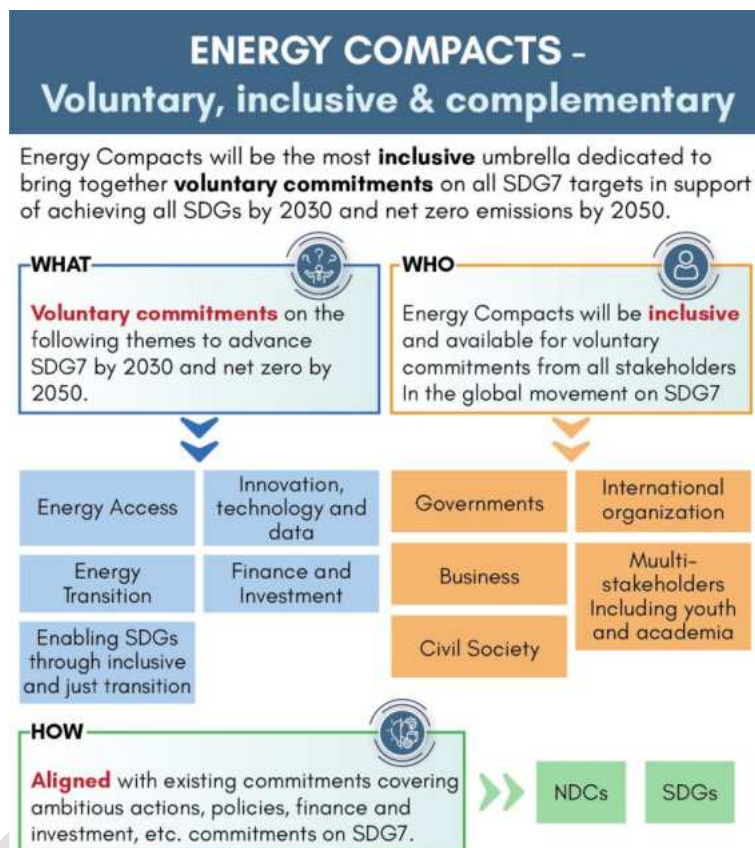 ENERGY COMPACTS -
Voluntary, inclusive & complementary
Energy Compacts will be the most inclusive umbrella dedicated to
bring together voluntary commitments on all SDG7 targets in support
of achieving all SDGs by 2030 and net zero emissions by 2050.
WHAT
Voluntary commitments on the
following themes to advance
SDG7 by 2030 and net zero by
2050.
WHO
Energy Compacts will be inclusive
and available for voluntary
commitments from all stakeholders
In the global movement on SDG7
Energy Access
Innovation,
technology and
data
Energy
Transition
Finance and
Investment
Enabling SDGs
through inclusive
and just transition
Governments
International
organization
Business
Muulti-
stakeholders
Including youth
and academia
Civil Society
HOW
Aligned with existing commitments covering
ambitious actions, policies, finance and
investment, etc. commitments on SDG7.
NDCs
SDGs